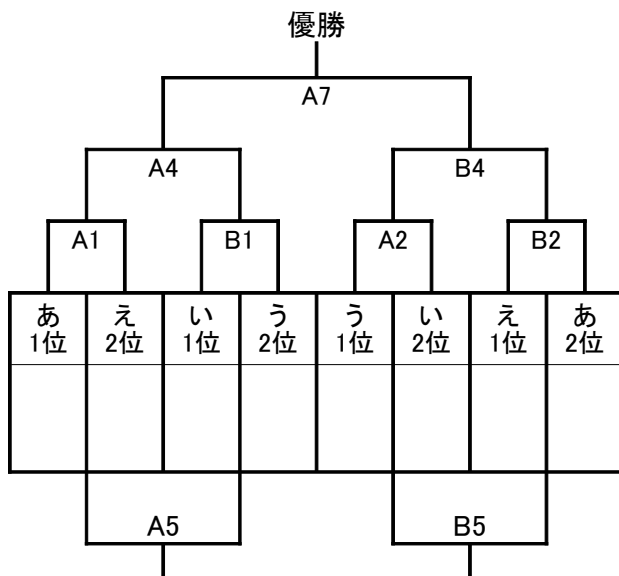 優勝
A7
A4 B4
A1 B1 A2 B2
あ え い う う い え あ
1位 2位 1位 2位 1位 2位 1位 2位
A5 B5